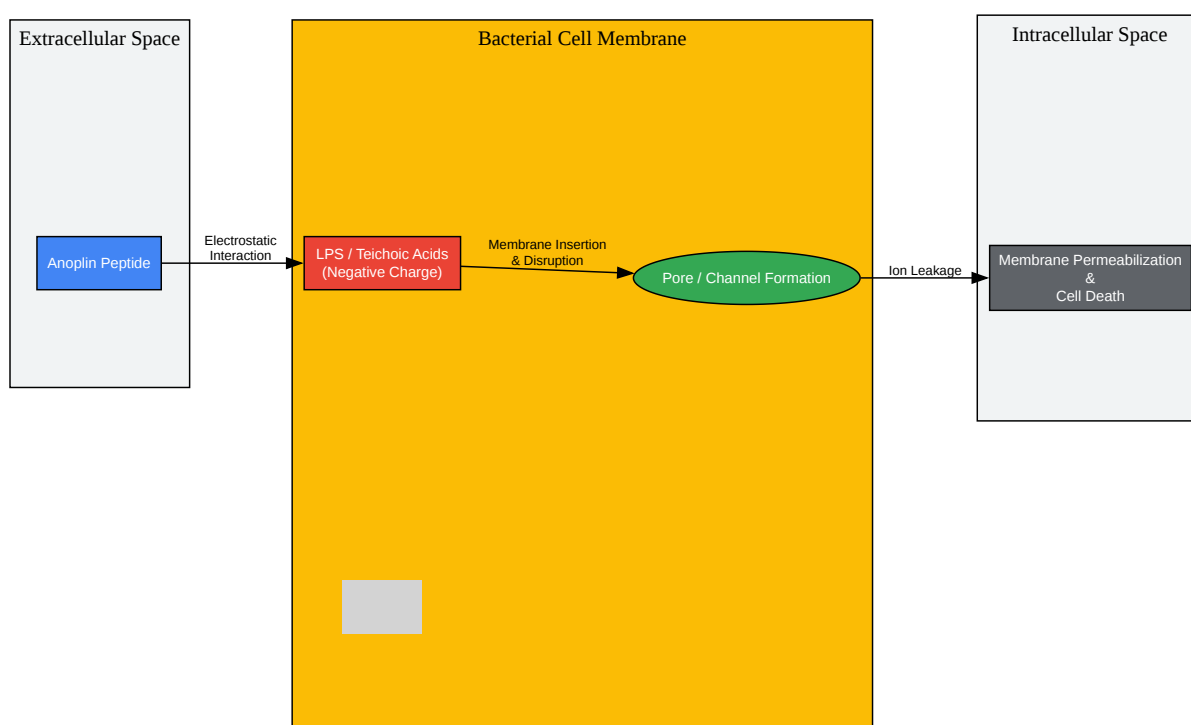 Extracellular Space
Bacterial Cell Membrane
Intracellular Space
Anoplin Peptide
Electrostatic
Interaction
LPS / Teichoic Acids
(Negative Charge)
Membrane Insertion
& Disruption
Pore / Channel Formation
Ion Leakage
Membrane Permeabilization
&
Cell Death